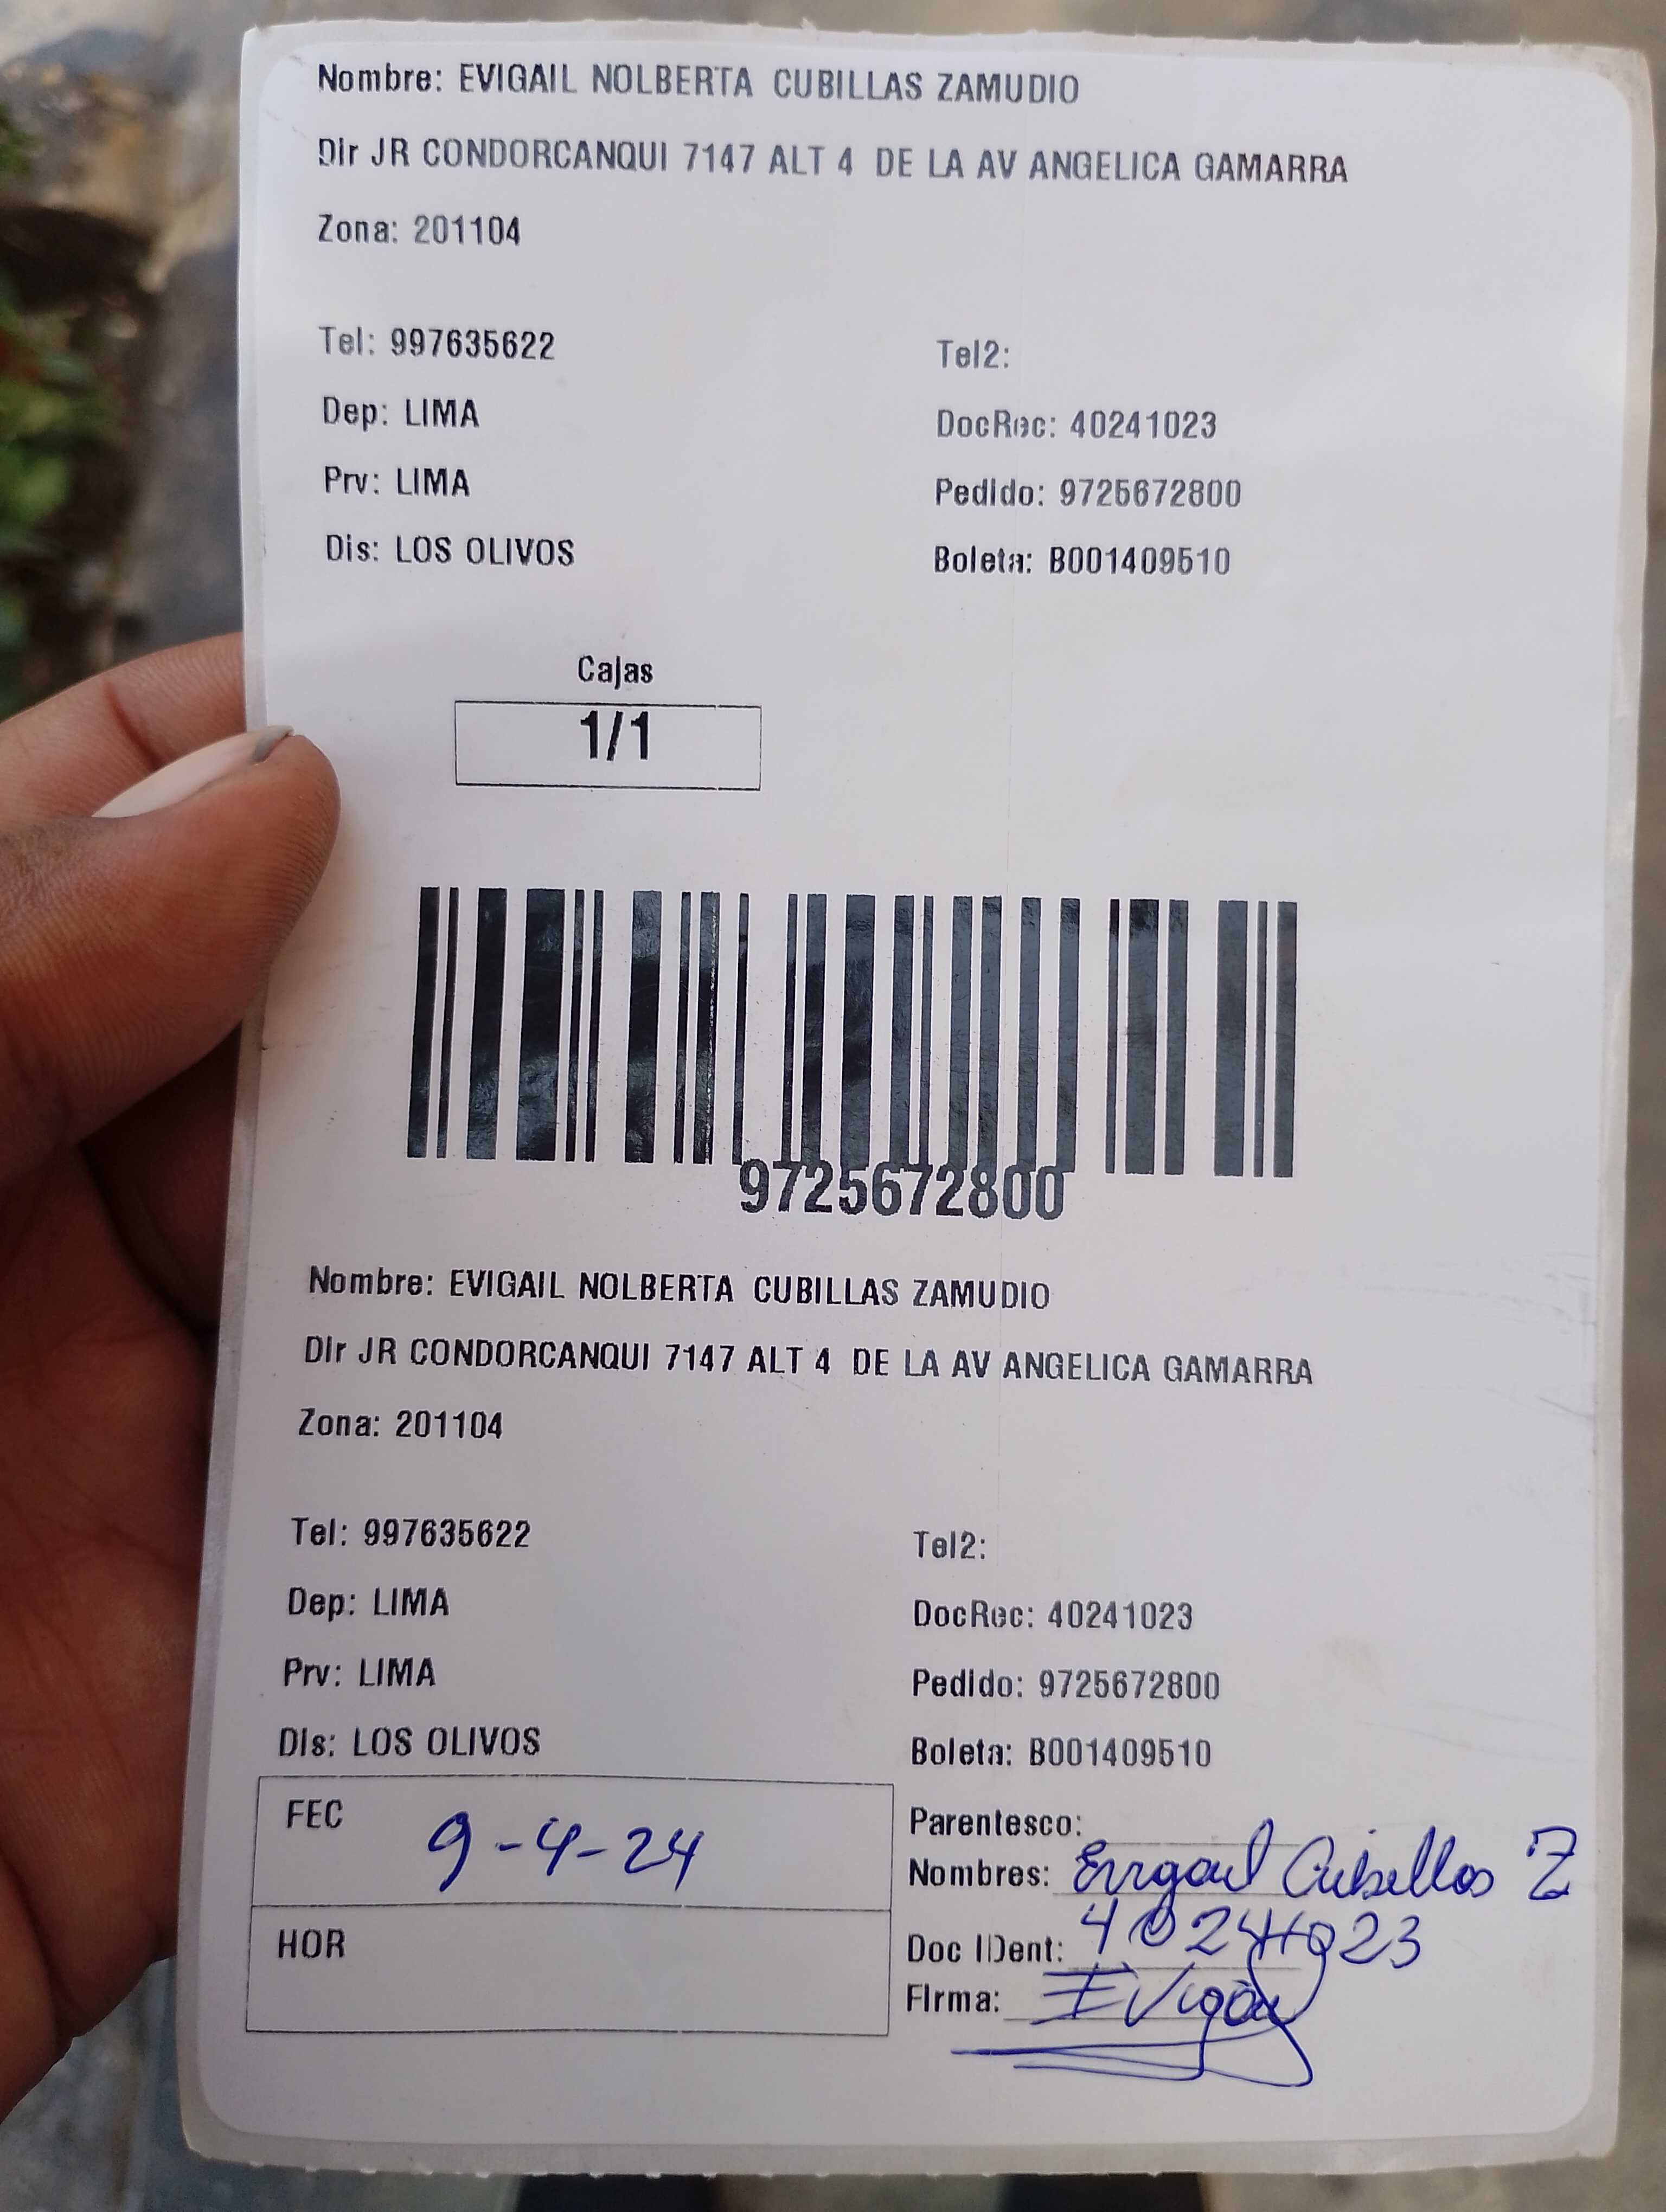 Nombre: EVIGAIL NOLBERTA CUBILLAS ZAMUDIO
Dir JR CONDORCANQUI 7147 ALT 4 DE LA AV ANGELICA GAMARRA
Zona: 201104
Tel: 997635622
Tel2:
Dep: LIMA
DocRec: 40241023
Prv: LIMA
Pedido: 9725672800
Dis: LOS OLIVOS
Boleta: B001409510
Cajas
1/1
9725672800
Nombre: EVIGAIL NOLBERTA CUBILLAS ZAMUDIO
Dir JR CONDORCANQUI 7147 ALT 4 DE LA AV ANGELICA GAMARRA
Zona: 201104
Tel: 997635622
Tel2:
Dep: LIMA
DocRec: 40241023
Prv: LIMA
Pedido: 9725672800
Dis: LOS OLIVOS
Boleta: B001409510
FEC 9-4-24
Parentesco:
Nombres: Evigail Cubillas Z
HOR
Doc IDent: 40241023
Firma: Evigail